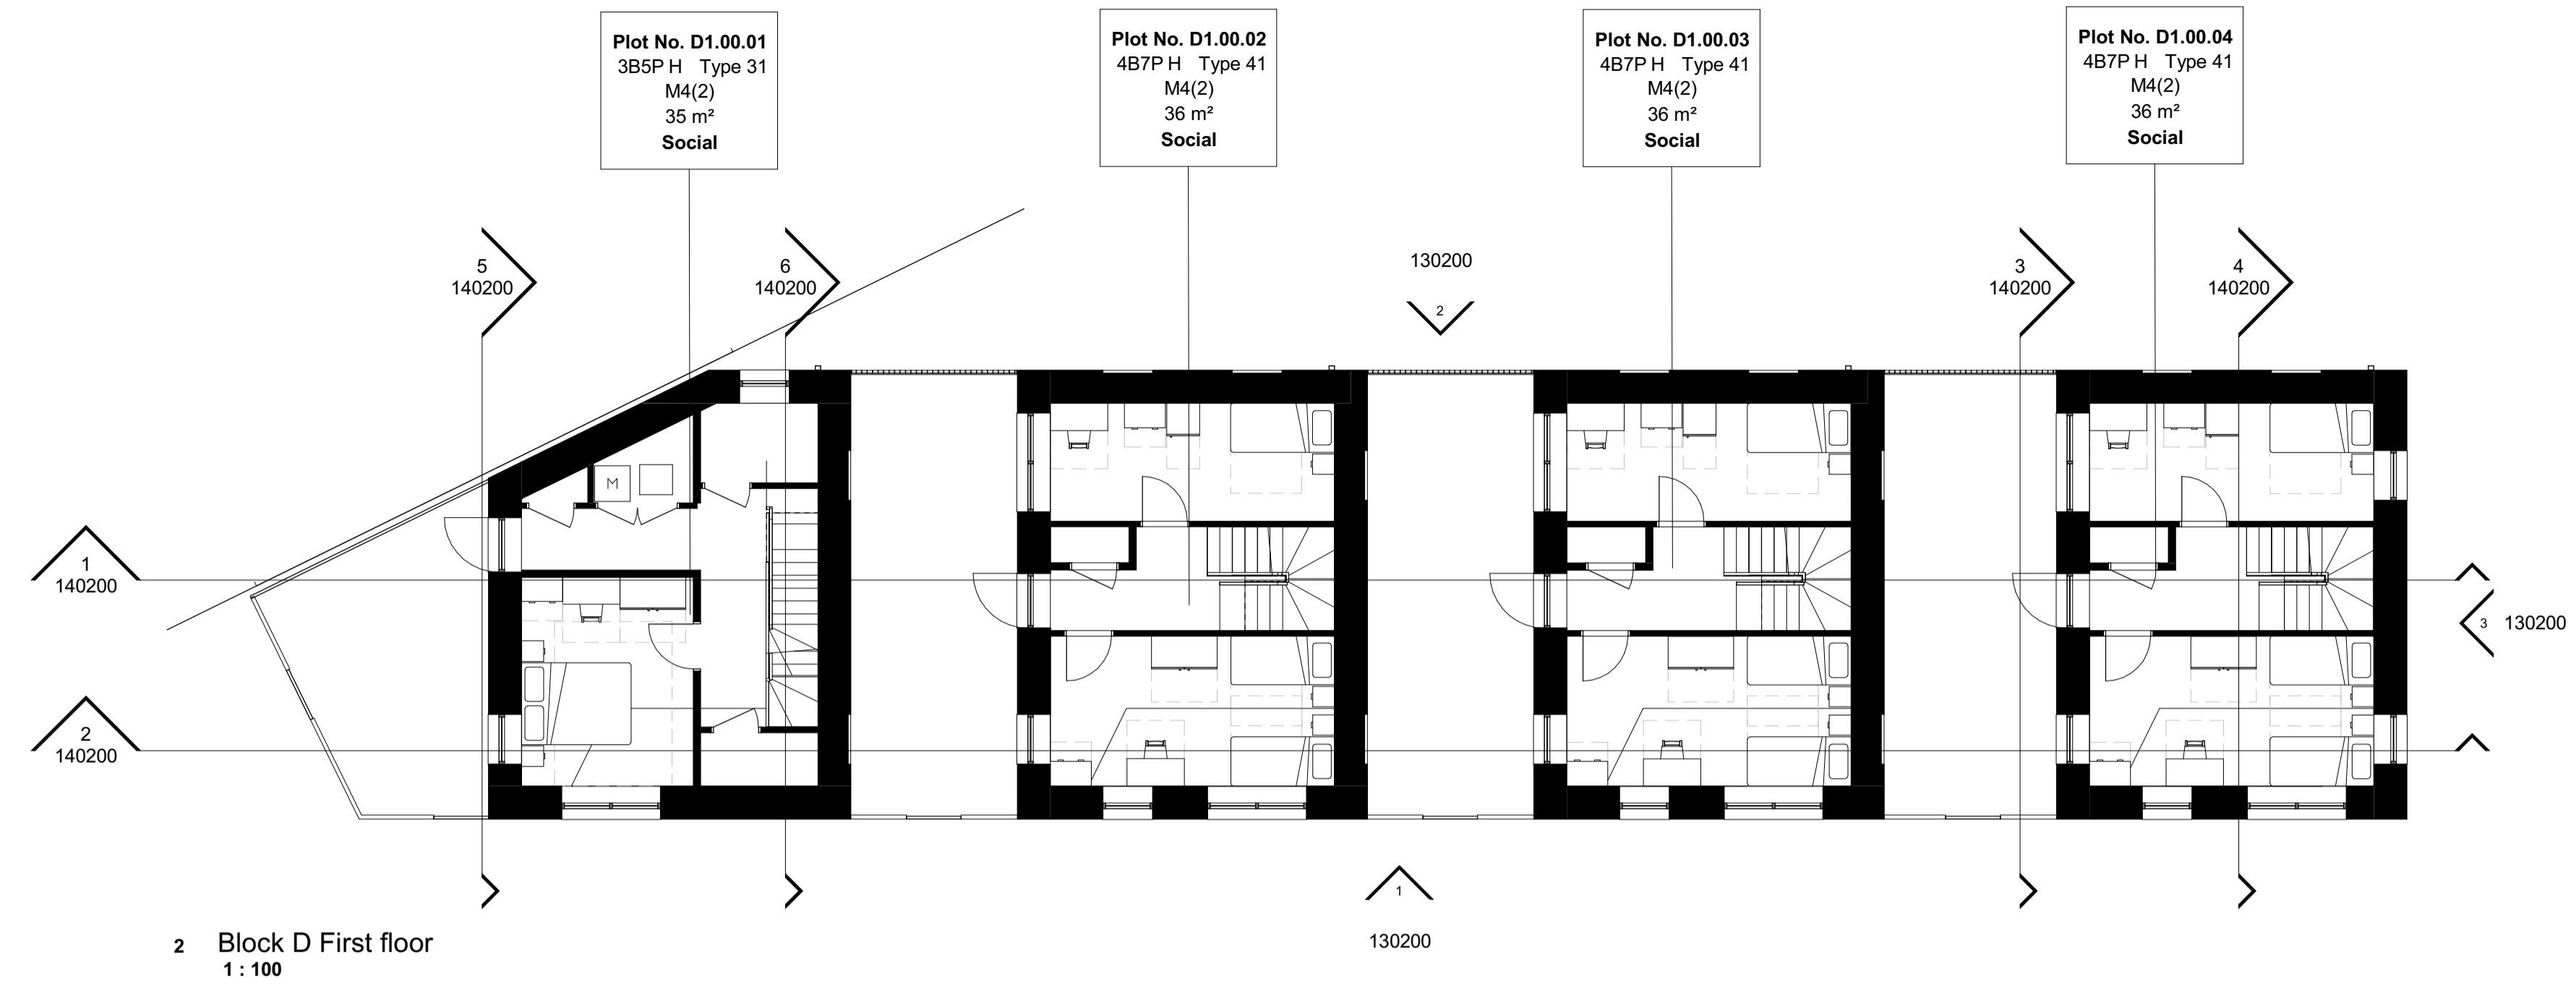 Plot No. D1.00.01
3B5P H Type 31
M4(2)
35 m²
Social
Plot No. D1.00.02
4B7P H Type 41
M4(2)
36 m²
Social
Plot No. D1.00.03
4B7P H Type 41
M4(2)
36 m²
Social
Plot No. D1.00.04
4B7P H Type 41
M4(2)
36 m²
Social
5
140200
6
140200
130200
2
3
140200
4
140200
M
1
140200
3 130200
2
140200
1
130200
2 Block D First floor
1 : 100